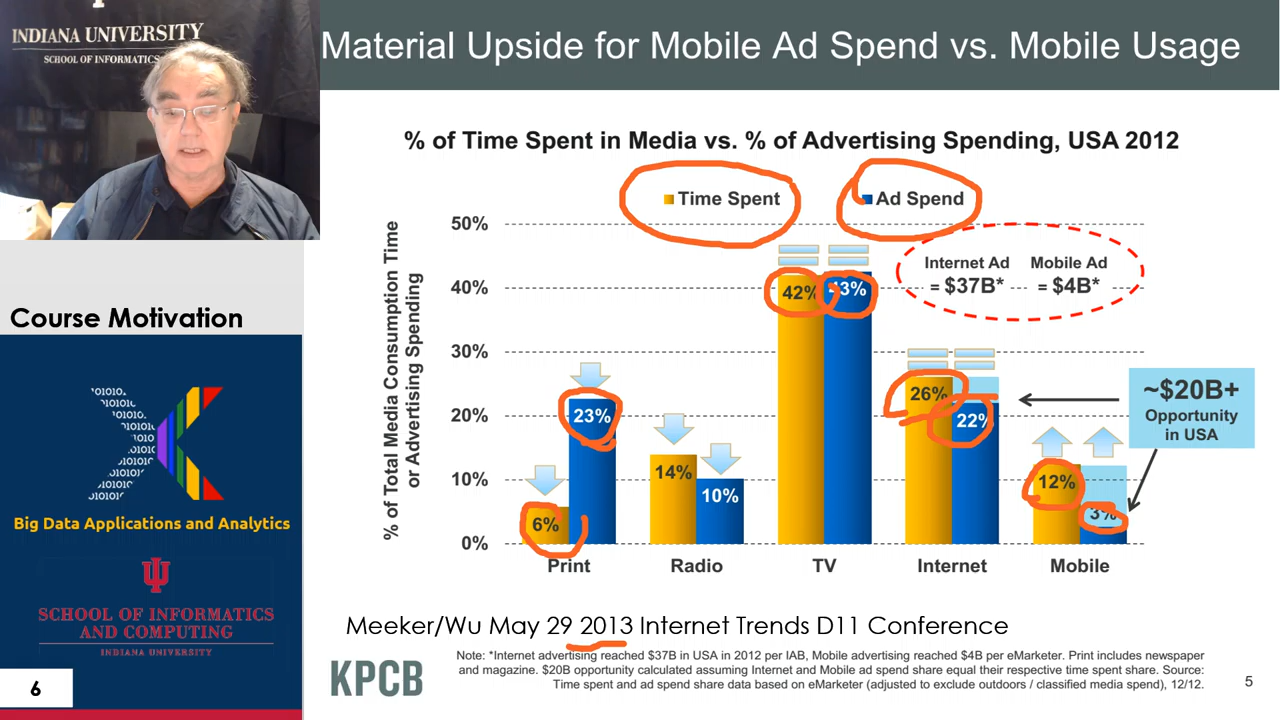 INDIANA UNIVERSITY
SCHOOL OF INFORMATICS
Material Upside for Mobile Ad Spend vs. Mobile Usage
% of Time Spent in Media vs. % of Advertising Spending, USA 2012
Time Spent
Ad Spend
% of Total Media Consumption Time
or Advertising Spending
50%
40%
30%
20%
10%
0%
6%
23%
14%
10%
42%
43%
26%
22%
12%
3%
Print
Radio
TV
Internet
Mobile
Internet Ad
= $37B*
Mobile Ad
= $4B*
~$20B+
Opportunity
in USA
Meeker/Wu May 29 2013 Internet Trends D11 Conference
KPCB
Note: *Internet advertising reached $37B in USA in 2012 per IAB, Mobile advertising reached $4B per eMarketer. Print includes newspaper
and magazine. $20B opportunity calculated assuming Internet and Mobile ad spend share equal their respective time spent share. Source:
Time spent and ad spend share data based on eMarketer (adjusted to exclude outdoors / classified media spend), 12/12.
5
Course Motivation
Big Data Applications and Analytics
SCHOOL OF INFORMATICS
AND COMPUTING
INDIANA UNIVERSITY
6